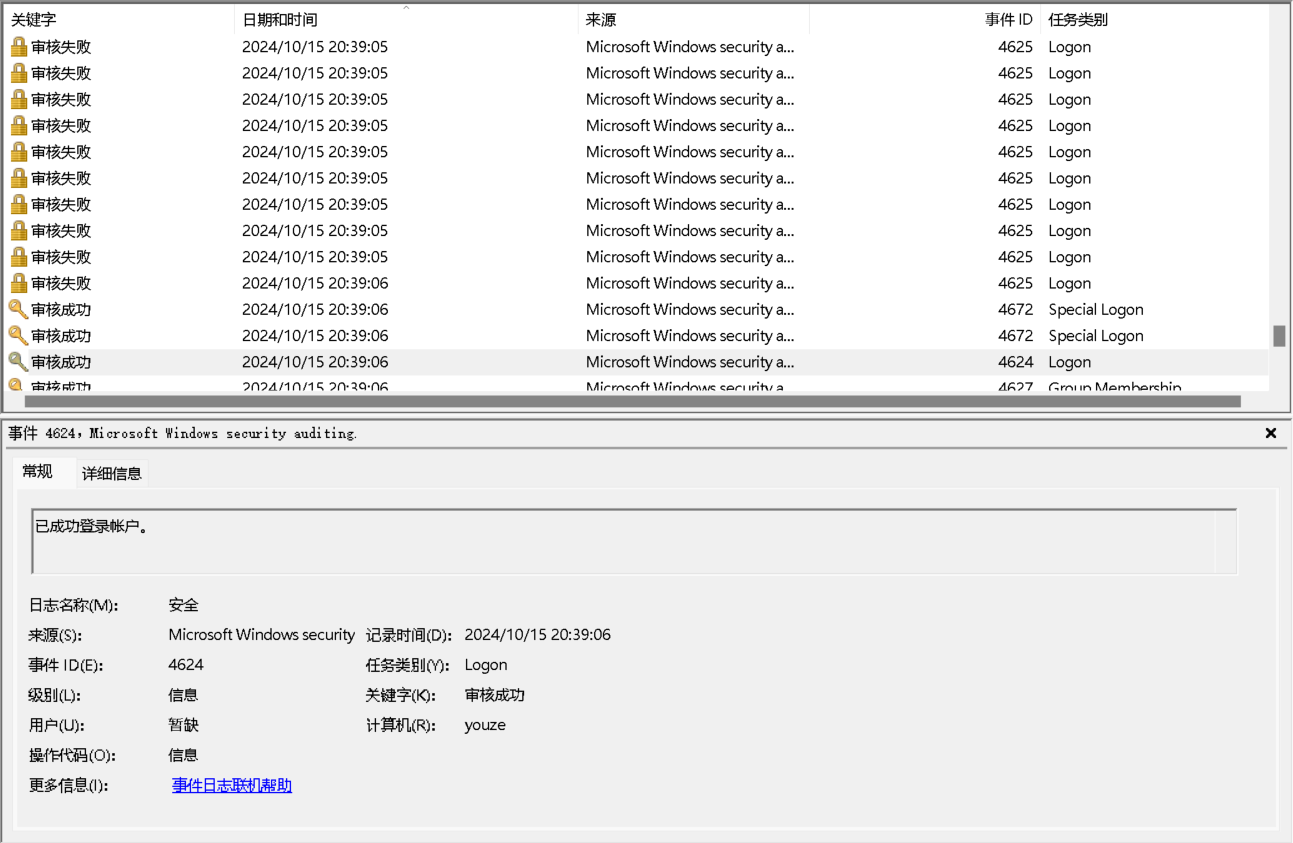 关键字 日期和时间 来源 事件 ID 任务类别
审核失败 2024/10/15 20:39:05 Microsoft Windows security a... 4625 Logon
审核失败 2024/10/15 20:39:05 Microsoft Windows security a... 4625 Logon
审核失败 2024/10/15 20:39:05 Microsoft Windows security a... 4625 Logon
审核失败 2024/10/15 20:39:05 Microsoft Windows security a... 4625 Logon
审核失败 2024/10/15 20:39:05 Microsoft Windows security a... 4625 Logon
审核失败 2024/10/15 20:39:05 Microsoft Windows security a... 4625 Logon
审核失败 2024/10/15 20:39:05 Microsoft Windows security a... 4625 Logon
审核失败 2024/10/15 20:39:05 Microsoft Windows security a... 4625 Logon
审核失败 2024/10/15 20:39:05 Microsoft Windows security a... 4625 Logon
审核失败 2024/10/15 20:39:06 Microsoft Windows security a... 4625 Logon
审核成功 2024/10/15 20:39:06 Microsoft Windows security a... 4672 Special Logon
审核成功 2024/10/15 20:39:06 Microsoft Windows security a... 4672 Special Logon
审核成功 2024/10/15 20:39:06 Microsoft Windows security a... 4624 Logon
审核成功 2024/10/15 20:39:06 Microsoft Windows security a... 4627 Group Membership
事件 4624，Microsoft Windows security auditing.
常规 详细信息
已成功登录帐户。
日志名称(M): 安全
来源(S): Microsoft Windows security 记录时间(D): 2024/10/15 20:39:06
事件 ID(E): 4624 任务类别(Y): Logon
级别(L): 信息 关键字(K): 审核成功
用户(U): 暂缺 计算机(R): youze
操作代码(O): 信息
更多信息(I): 事件日志联机帮助